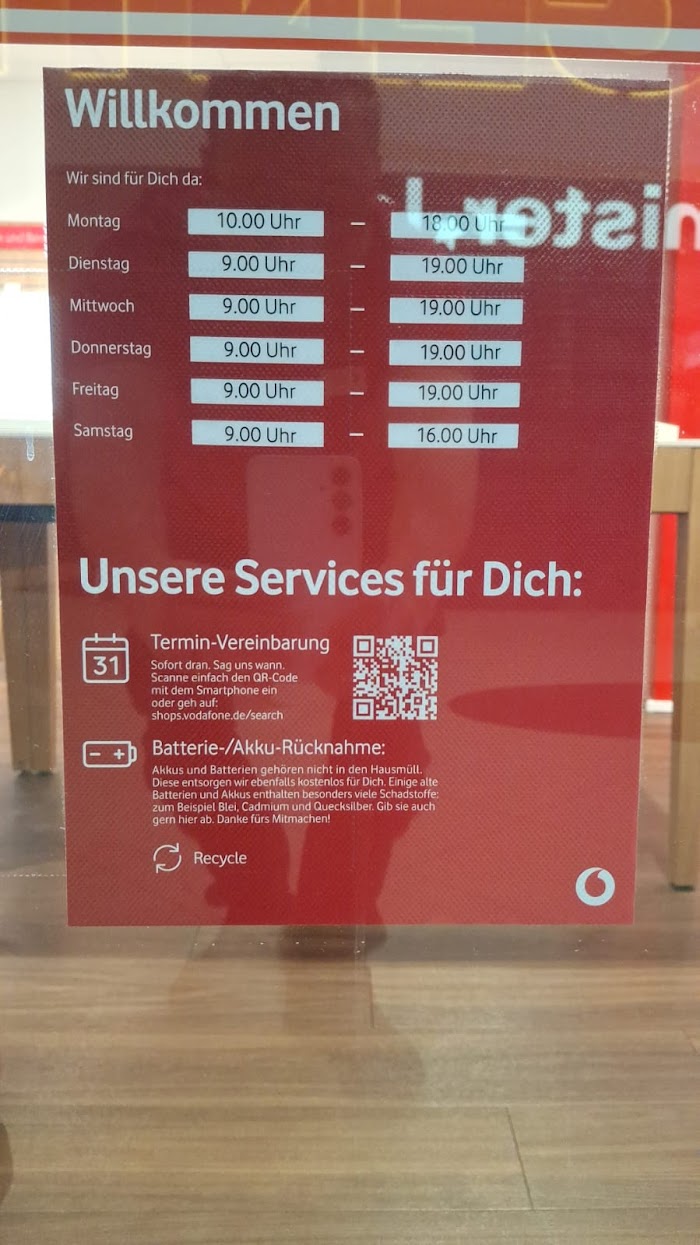 Willkommen
Wir sind für Dich da:
Montag 10.00 Uhr – 18.00 Uhr
Dienstag 9.00 Uhr – 19.00 Uhr
Mittwoch 9.00 Uhr – 19.00 Uhr
Donnerstag 9.00 Uhr – 19.00 Uhr
Freitag 9.00 Uhr – 19.00 Uhr
Samstag 9.00 Uhr – 16.00 Uhr
Unsere Services für Dich:
31
Termin-Vereinbarung
Sofort dran. Sag uns wann.
Scanne einfach den QR-Code
mit dem Smartphone ein
oder geh auf:
shops.vodafone.de/search
Batterie-/Akku-Rücknahme:
Akkus und Batterien gehören nicht in den Hausmüll.
Diese entsorgen wir ebenfalls kostenlos für Dich. Einige alte
Batterien und Akkus enthalten besonders viele Schadstoffe:
zum Beispiel Blei, Cadmium und Quecksilber. Gib sie auch
gern hier ab. Danke fürs Mitmachen!
Recycle